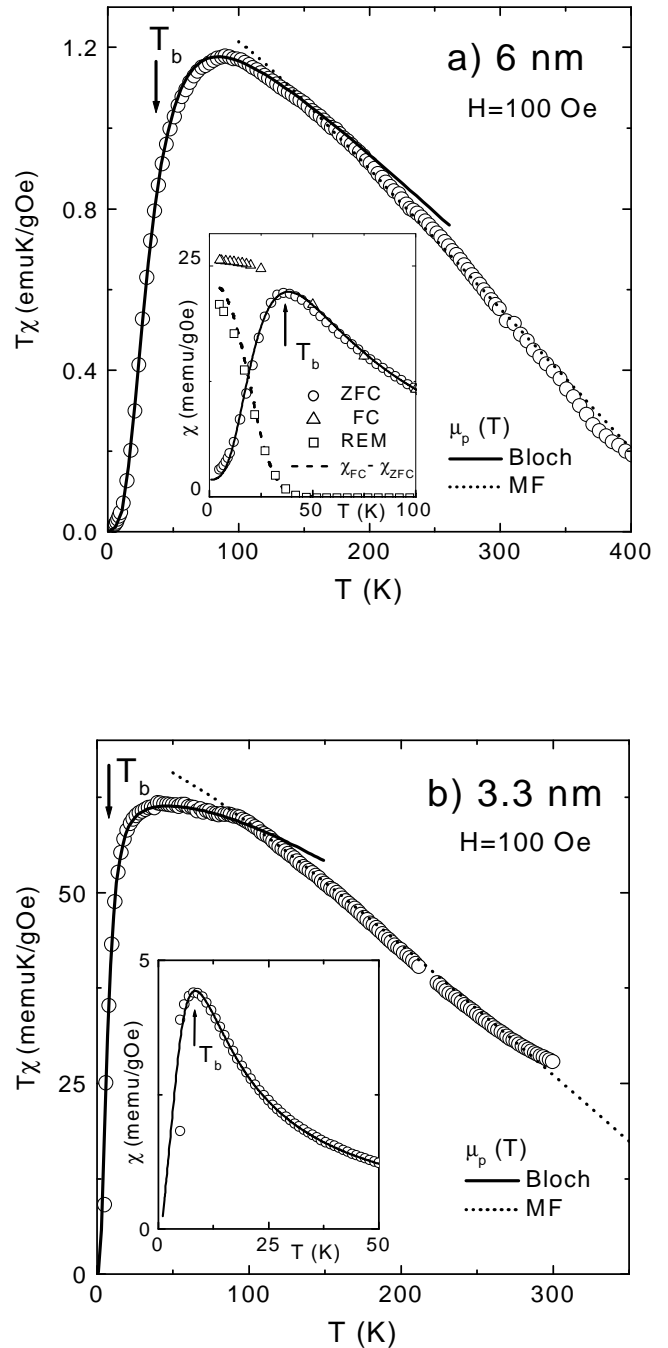 1.2
0.8
0.4
0.0
Tχ (emuK/gOe)
T_b
a) 6 nm
H=100 Oe
25
0
χ (memu/g0e)
T_b
ZFC
FC
REM
χ_FC - χ_ZFC
0 50 100
T (K)
μ_p (T)
Bloch
MF
0 100 200 300 400
T (K)
50
25
0
Tχ (memuK/gOe)
T_b
b) 3.3 nm
H=100 Oe
5
0
χ (memu/gOe)
T_b
0 25 50
T (K)
μ_p (T)
Bloch
MF
0 100 200 300
T (K)